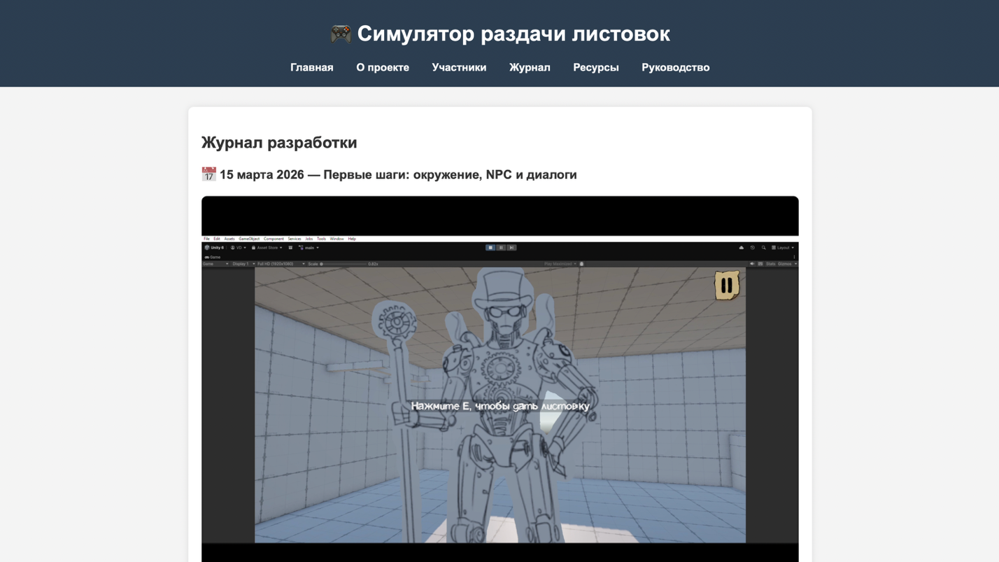 Симулятор раздачи листовок
Главная О проекте Участники Журнал Ресурсы Руководство
Журнал разработки
17 15 марта 2026 — Первые шаги: окружение, NPC и диалоги
File Edit Assets GameObject Component Services Jobs Tools Window Help
Unity 6 VD Asset Store main Layout
Game
Game Display 1 Full HD (1920x1080) Scale 0.82x Play Maximized Stats Gizmos
Нажмите E, чтобы дать листовку